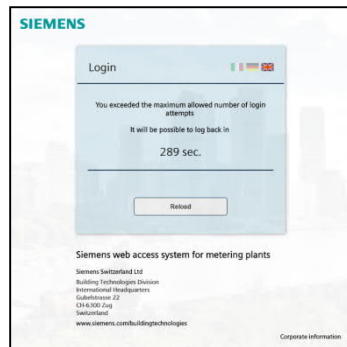 SIEMENS
Login
You exceeded the maximum allowed number of login
attempts
It will be possible to log back in
289 sec.
Reload
Siemens web access system for metering plants
Siemens Switzerland Ltd
Building Technologies Division
International Headquarters
Gubelstrasse 22
CH-6300 Zug
Switzerland
www.siemens.com/buildingtechnologies
Corporate information